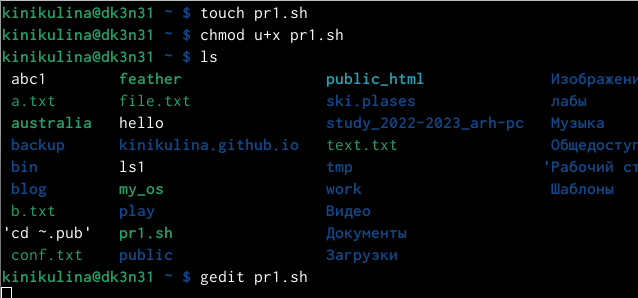 kinikulina@dk3n31 ~ $ touch pr1.sh
kinikulina@dk3n31 ~ $ chmod u+x pr1.sh
kinikulina@dk3n31 ~ $ ls
abc1 feather public_html Изображени
a.txt file.txt ski.plases лабы
australia hello study_2022-2023_arh-pc Музыка
backup kinikulina.github.io text.txt Общедоступ
bin ls1 tmp 'Рабочий ст
blog my_os work Шаблоны
b.txt play Видео
'cd ~.pub' pr1.sh Документы
conf.txt public Загрузки
kinikulina@dk3n31 ~ $ gedit pr1.sh